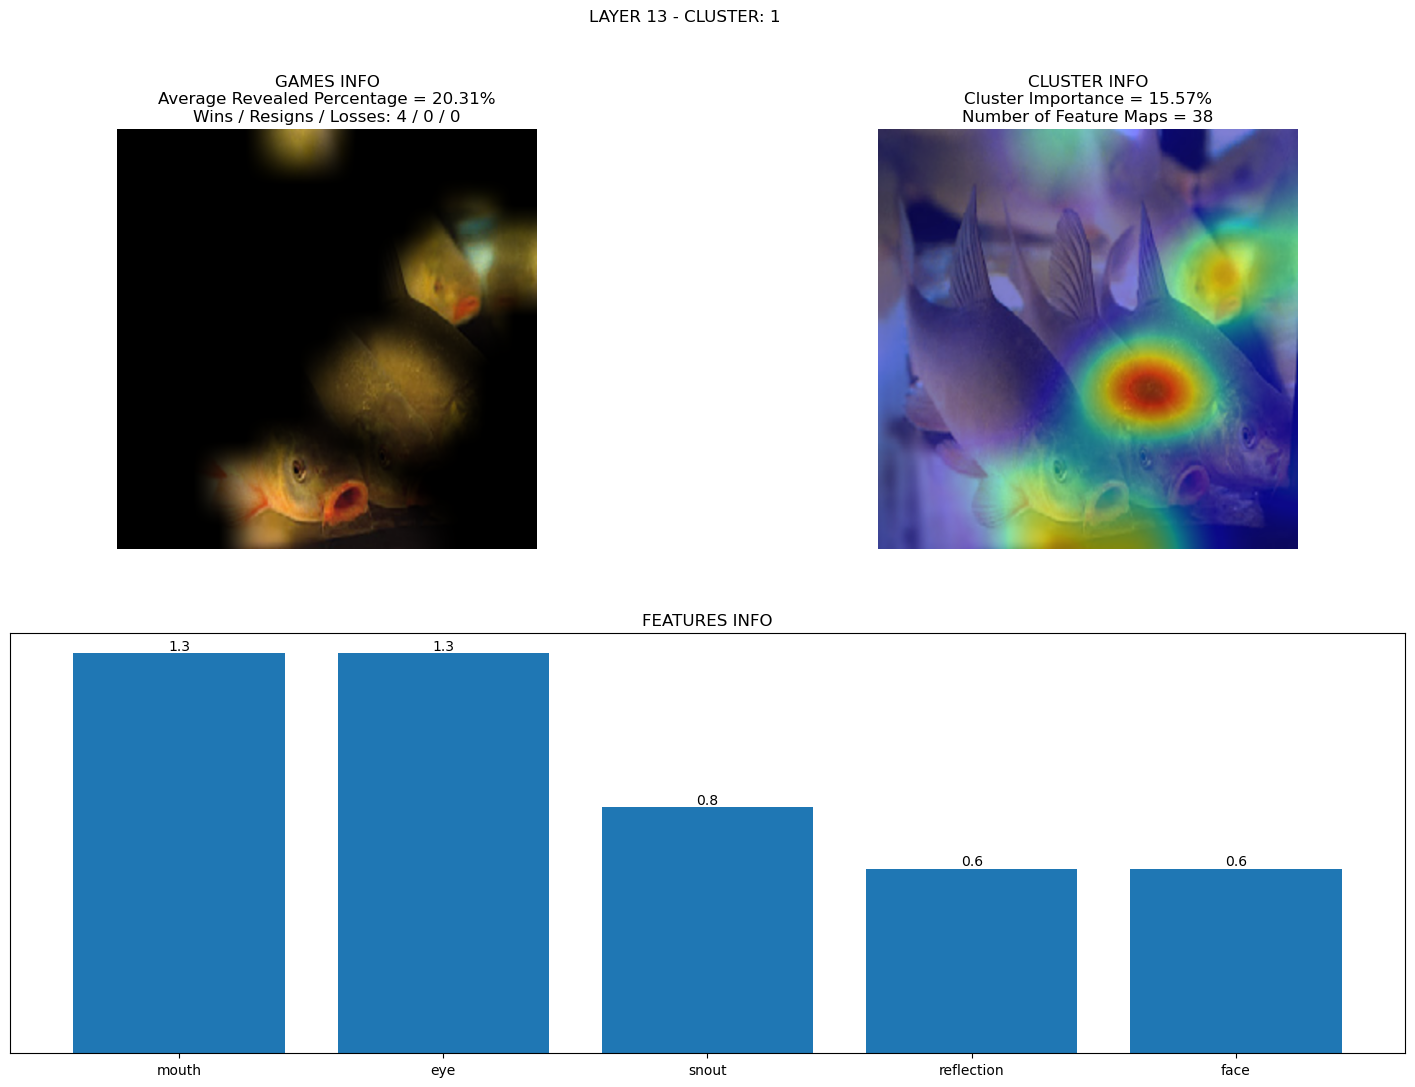 LAYER 13 - CLUSTER: 1
GAMES INFO
Average Revealed Percentage = 20.31%
Wins / Resigns / Losses: 4 / 0 / 0
CLUSTER INFO
Cluster Importance = 15.57%
Number of Feature Maps = 38
FEATURES INFO
1.3
1.3
0.8
0.6
0.6
mouth
eye
snout
reflection
face